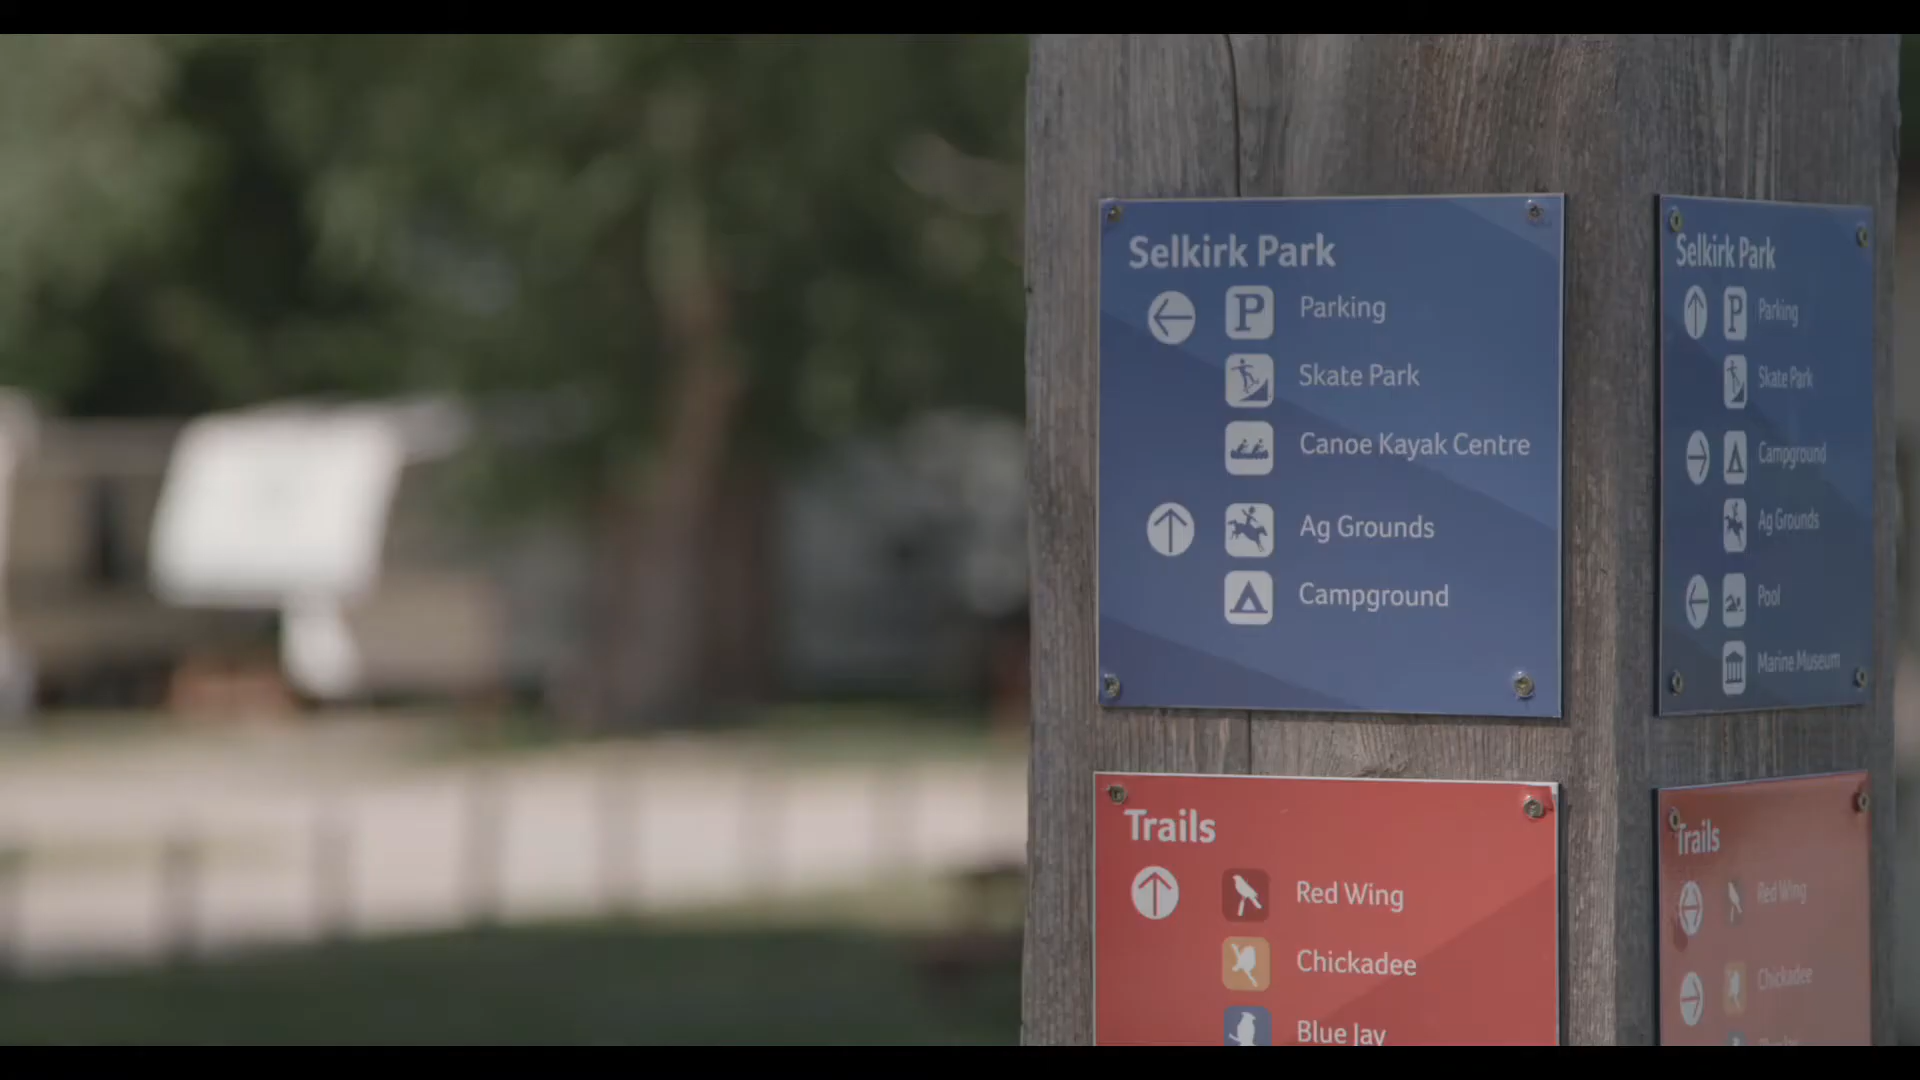 Selkirk Park
P Parking
Skate Park
Canoe Kayak Centre
Ag Grounds
Campground
Trails
Red Wing
Chickadee
Blue Jay
Selkirk Park
P Parking
Skate Park
Campground
Ag Grounds
Pool
Marine Museum
Trails
Red Wing
Chickadee